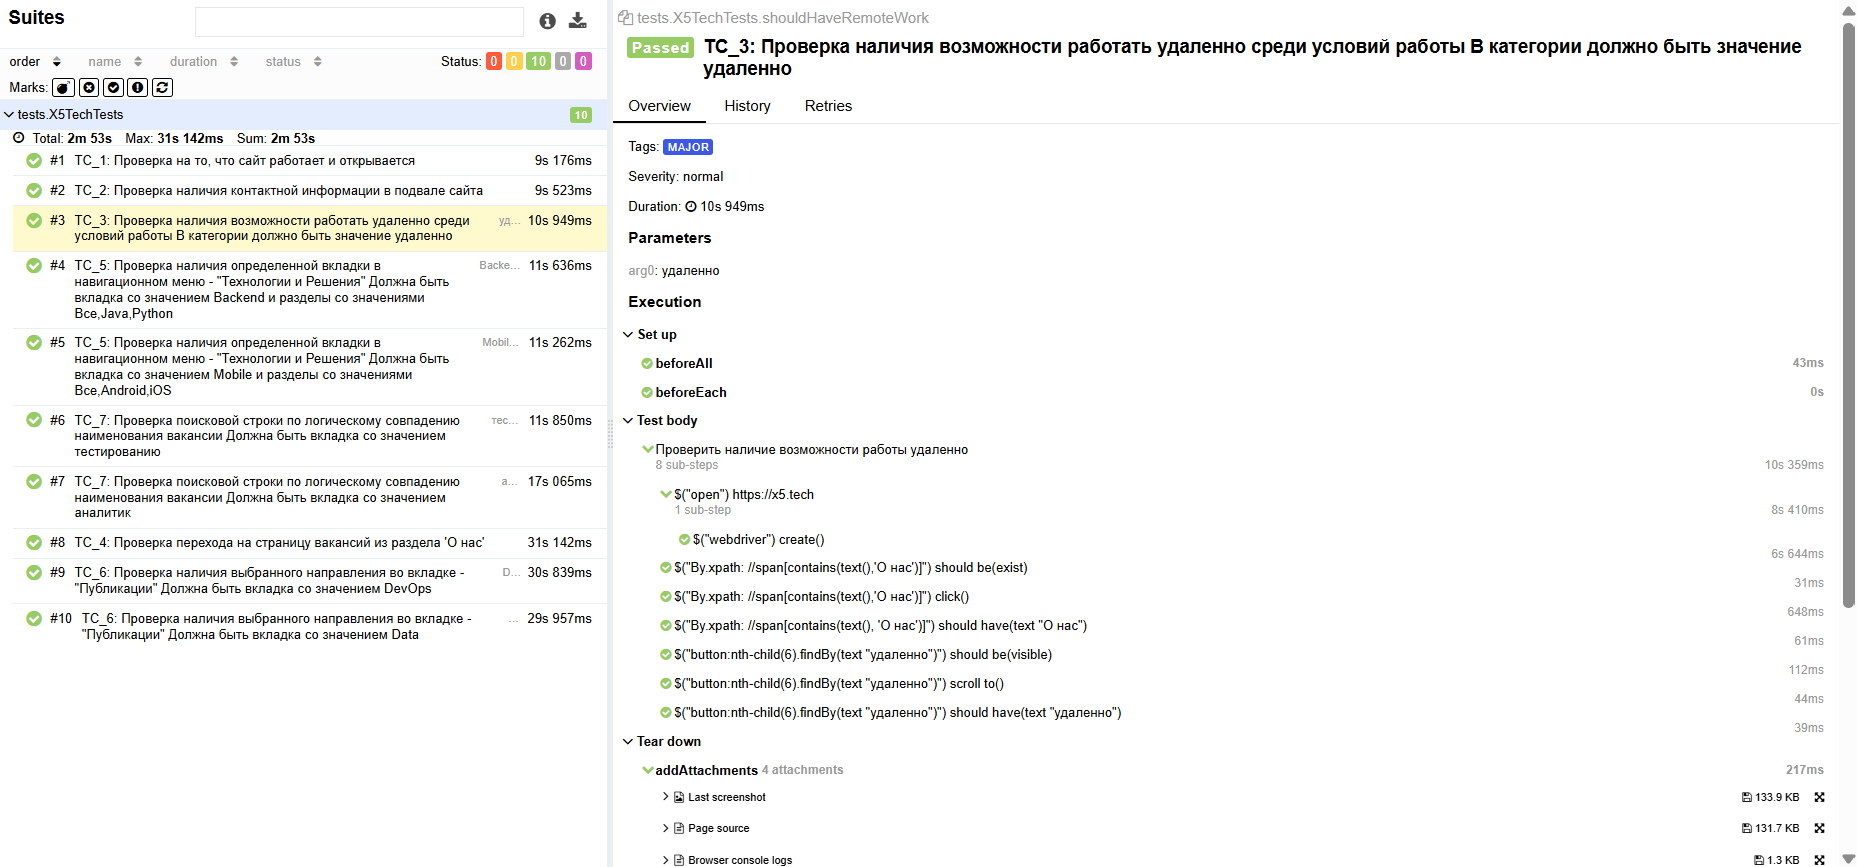 Suites
order name duration status Status: 0 0 10 0 0
Marks:
tests.X5TechTests 10
Total: 2m 53s Max: 31s 142ms Sum: 2m 53s
#1 TC_1: Проверка на то, что сайт работает и открывается 9s 176ms
#2 TC_2: Проверка наличия контактной информации в подвале сайта 9s 523ms
#3 TC_3: Проверка наличия возможности работать удаленно среди уд... 10s 949ms
условий работы В категории должно быть значение удаленно
#4 TC_5: Проверка наличия определенной вкладки в Backe... 11s 636ms
навигационном меню - "Технологии и Решения" Должна быть
вкладка со значением Backend и разделы со значениями
Все,Java,Python
#5 TC_5: Проверка наличия определенной вкладки в Mobil... 11s 262ms
навигационном меню - "Технологии и Решения" Должна быть
вкладка со значением Mobile и разделы со значениями
Все,Android,iOS
#6 TC_7: Проверка поисковой строки по логическому совпадению тес... 11s 850ms
наименования вакансии Должна быть вкладка со значением
тестированию
#7 TC_7: Проверка поисковой строки по логическому совпадению а... 17s 065ms
наименования вакансии Должна быть вкладка со значением
аналитик
#8 TC_4: Проверка перехода на страницу вакансий из раздела 'О нас' 31s 142ms
#9 TC_6: Проверка наличия выбранного направления во вкладке - D... 30s 839ms
"Публикации" Должна быть вкладка со значением DevOps
#10 TC_6: Проверка наличия выбранного направления во вкладке - ... 29s 957ms
"Публикации" Должна быть вкладка со значением Data
tests.X5TechTests.shouldHaveRemoteWork
Passed TC_3: Проверка наличия возможности работать удаленно среди условий работы В категории должно быть значение
удаленно
Overview History Retries
Tags: MAJOR
Severity: normal
Duration: 10s 949ms
Parameters
arg0: удаленно
Execution
Set up
beforeAll 43ms
beforeEach 0s
Test body
Проверить наличие возможности работы удаленно
8 sub-steps 10s 359ms
$("open") https://x5.tech
1 sub-step 8s 410ms
$("webdriver") create()
6s 644ms
$("By.xpath: //span[contains(text(),'О нас')]") should be(exist)
31ms
$("By.xpath: //span[contains(text(),'О нас')]") click()
648ms
$("By.xpath: //span[contains(text(), 'О нас')]") should have(text "О нас")
61ms
$("button:nth-child(6).findBy(text "удаленно")") should be(visible)
112ms
$("button:nth-child(6).findBy(text "удаленно")") scroll to()
44ms
$("button:nth-child(6).findBy(text "удаленно")") should have(text "удаленно")
39ms
Tear down
addAttachments 4 attachments 217ms
Last screenshot 133.9 KB
Page source 131.7 KB
Browser console logs 1.3 KB